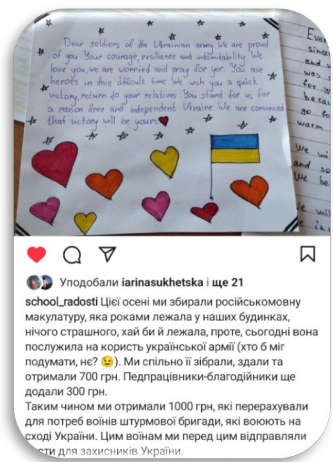 Dear soldiers of the Ukrainian army we are proud
of you. Your courage, resilience and indomitability. We
love you, we are worried and pray for yor. You are
heroes in this dificult time. We wish you a quick
victory, return to your relatives. You stand for us, for
a reason free and independent Ukraine. We are convinced
that victory will be yours
Уподобали iarinasukhetska і ще 21
school_radosti Цієї осені ми збирали російськомовну
макулатуру, яка роками лежала у наших будинках,
нічого страшного, хай би й лежала, проте, сьогодні вона
послужила на користь української армії (хто б міг
подумати, нє? 😉). Ми спільно її зібрали, здали та
отримали 700 грн. Педпрацівники-благодійники ще
додали 300 грн.
Таким чином ми отримали 1000 грн, які перерахували
для потреб воїнів штурмової бригади, які воюють на
сході України. Цим воїнам ми перед цим відправляли
для захисників України.